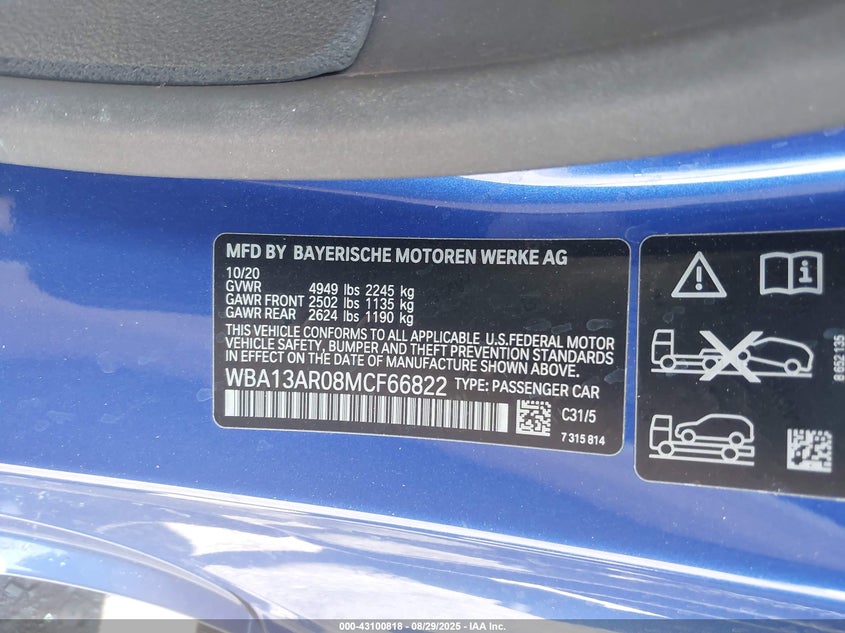 MFD BY BAYERISCHE MOTOREN WERKE AG
10/20
GVWR 4949 lbs 2245 kg
GAWR FRONT 2502 lbs 1135 kg
GAWR REAR 2624 lbs 1190 kg
THIS VEHICLE CONFORMS TO ALL APPLICABLE U.S.FEDERAL MOTOR
VEHICLE SAFETY, BUMPER AND THEFT PREVENTION STANDARDS
IN EFFECT ON THE DATE OF MANUFACTURE SHOWN ABOVE.
WBA13AR08MCF66822 TYPE: PASSENGER CAR
C31/5
7 315 814
8 652 135
000-43100818 - 08/29/2025 - IAA Inc.